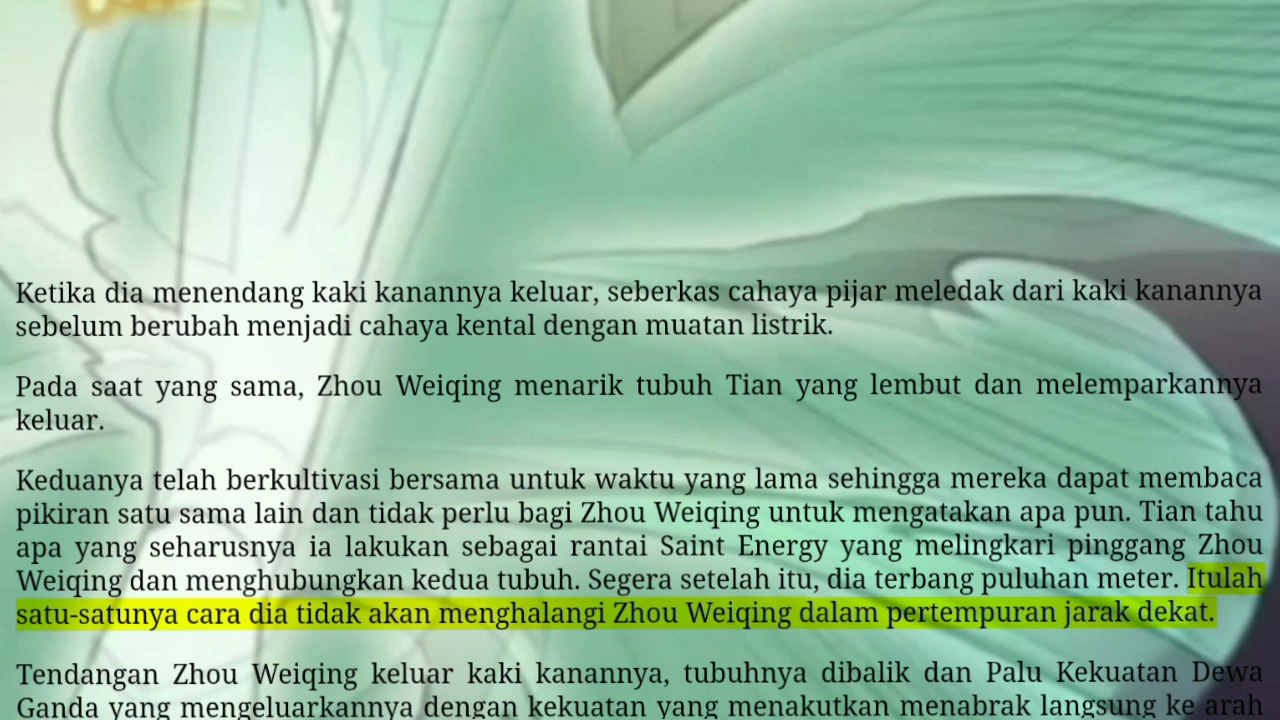 Ketika dia menendang kaki kanannya keluar, seberkas cahaya pijar meledak dari kaki kanannya
sebelum berubah menjadi cahaya kental dengan muatan listrik.
Pada saat yang sama, Zhou Weiqing menarik tubuh Tian yang lembut dan melemparkannya
keluar.
Keduanya telah berkultivasi bersama untuk waktu yang lama sehingga mereka dapat membaca
pikiran satu sama lain dan tidak perlu bagi Zhou Weiqing untuk mengatakan apa pun. Tian tahu
apa yang seharusnya ia lakukan sebagai rantai Saint Energy yang melingkari pinggang Zhou
Weiqing dan menghubungkan kedua tubuh. Segera setelah itu, dia terbang puluhan meter. Itulah
satu-satunya cara dia tidak akan menghalangi Zhou Weiqing dalam pertempuran jarak dekat.
Tendangan Zhou Weiqing keluar kaki kanannya, tubuhnya dibalik dan Palu Kekuatan Dewa
Ganda yang mengeluarkannya dengan kekuatan yang menakutkan menabrak langsung ke arah